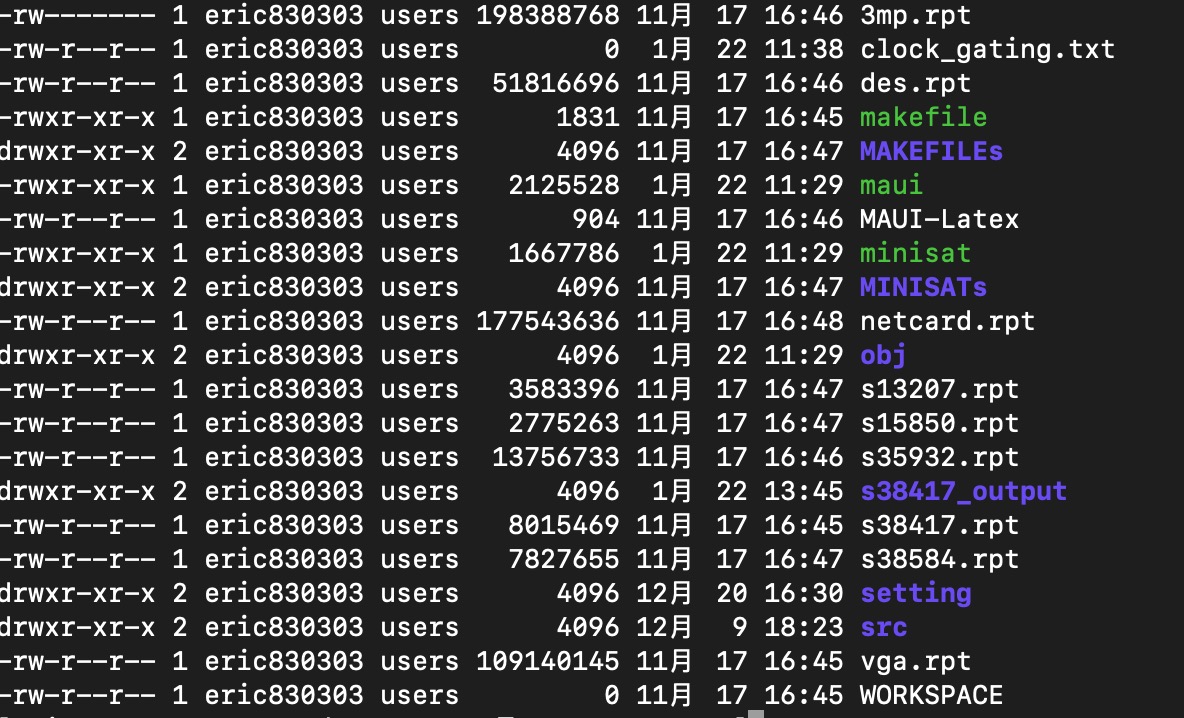 -rw------- 1 eric830303 users 198388768 11月 17 16:46 3mp.rpt
-rw-r--r-- 1 eric830303 users 0 1月 22 11:38 clock_gating.txt
-rw-r--r-- 1 eric830303 users 51816696 11月 17 16:46 des.rpt
-rwxr-xr-x 1 eric830303 users 1831 11月 17 16:45 makefile
drwxr-xr-x 2 eric830303 users 4096 11月 17 16:47 MAKEFILEs
-rwxr-xr-x 1 eric830303 users 2125528 1月 22 11:29 maui
-rw-r--r-- 1 eric830303 users 904 11月 17 16:46 MAUI-Latex
-rwxr-xr-x 1 eric830303 users 1667786 1月 22 11:29 minisat
drwxr-xr-x 2 eric830303 users 4096 11月 17 16:47 MINISATs
-rw-r--r-- 1 eric830303 users 177543636 11月 17 16:48 netcard.rpt
drwxr-xr-x 2 eric830303 users 4096 1月 22 11:29 obj
-rw-r--r-- 1 eric830303 users 3583396 11月 17 16:47 s13207.rpt
-rw-r--r-- 1 eric830303 users 2775263 11月 17 16:47 s15850.rpt
-rw-r--r-- 1 eric830303 users 13756733 11月 17 16:46 s35932.rpt
drwxr-xr-x 2 eric830303 users 4096 1月 22 13:45 s38417_output
-rw-r--r-- 1 eric830303 users 8015469 11月 17 16:45 s38417.rpt
-rw-r--r-- 1 eric830303 users 7827655 11月 17 16:47 s38584.rpt
drwxr-xr-x 2 eric830303 users 4096 12月 20 16:30 setting
drwxr-xr-x 2 eric830303 users 4096 12月 9 18:23 src
-rw-r--r-- 1 eric830303 users 109140145 11月 17 16:45 vga.rpt
-rw-r--r-- 1 eric830303 users 0 11月 17 16:45 WORKSPACE